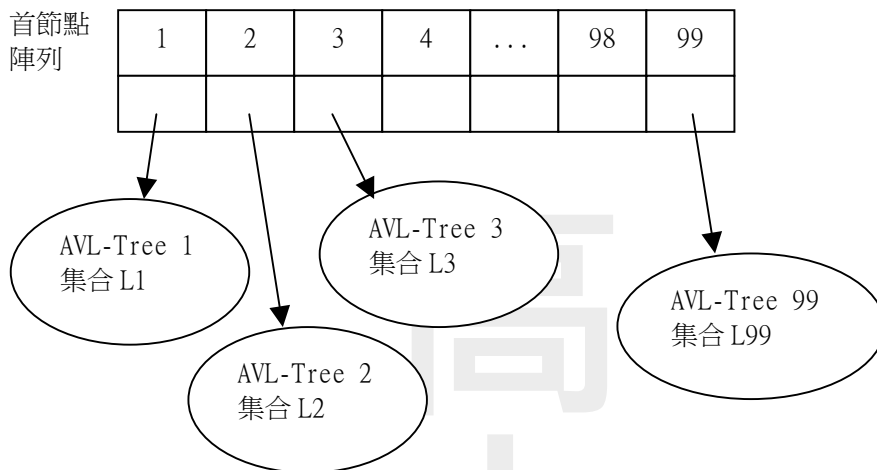 首節點
陣列
1 2 3 4 ... 98 99
AVL-Tree 1
集合 L1
AVL-Tree 3
集合 L3
AVL-Tree 99
集合 L99
AVL-Tree 2
集合 L2
高